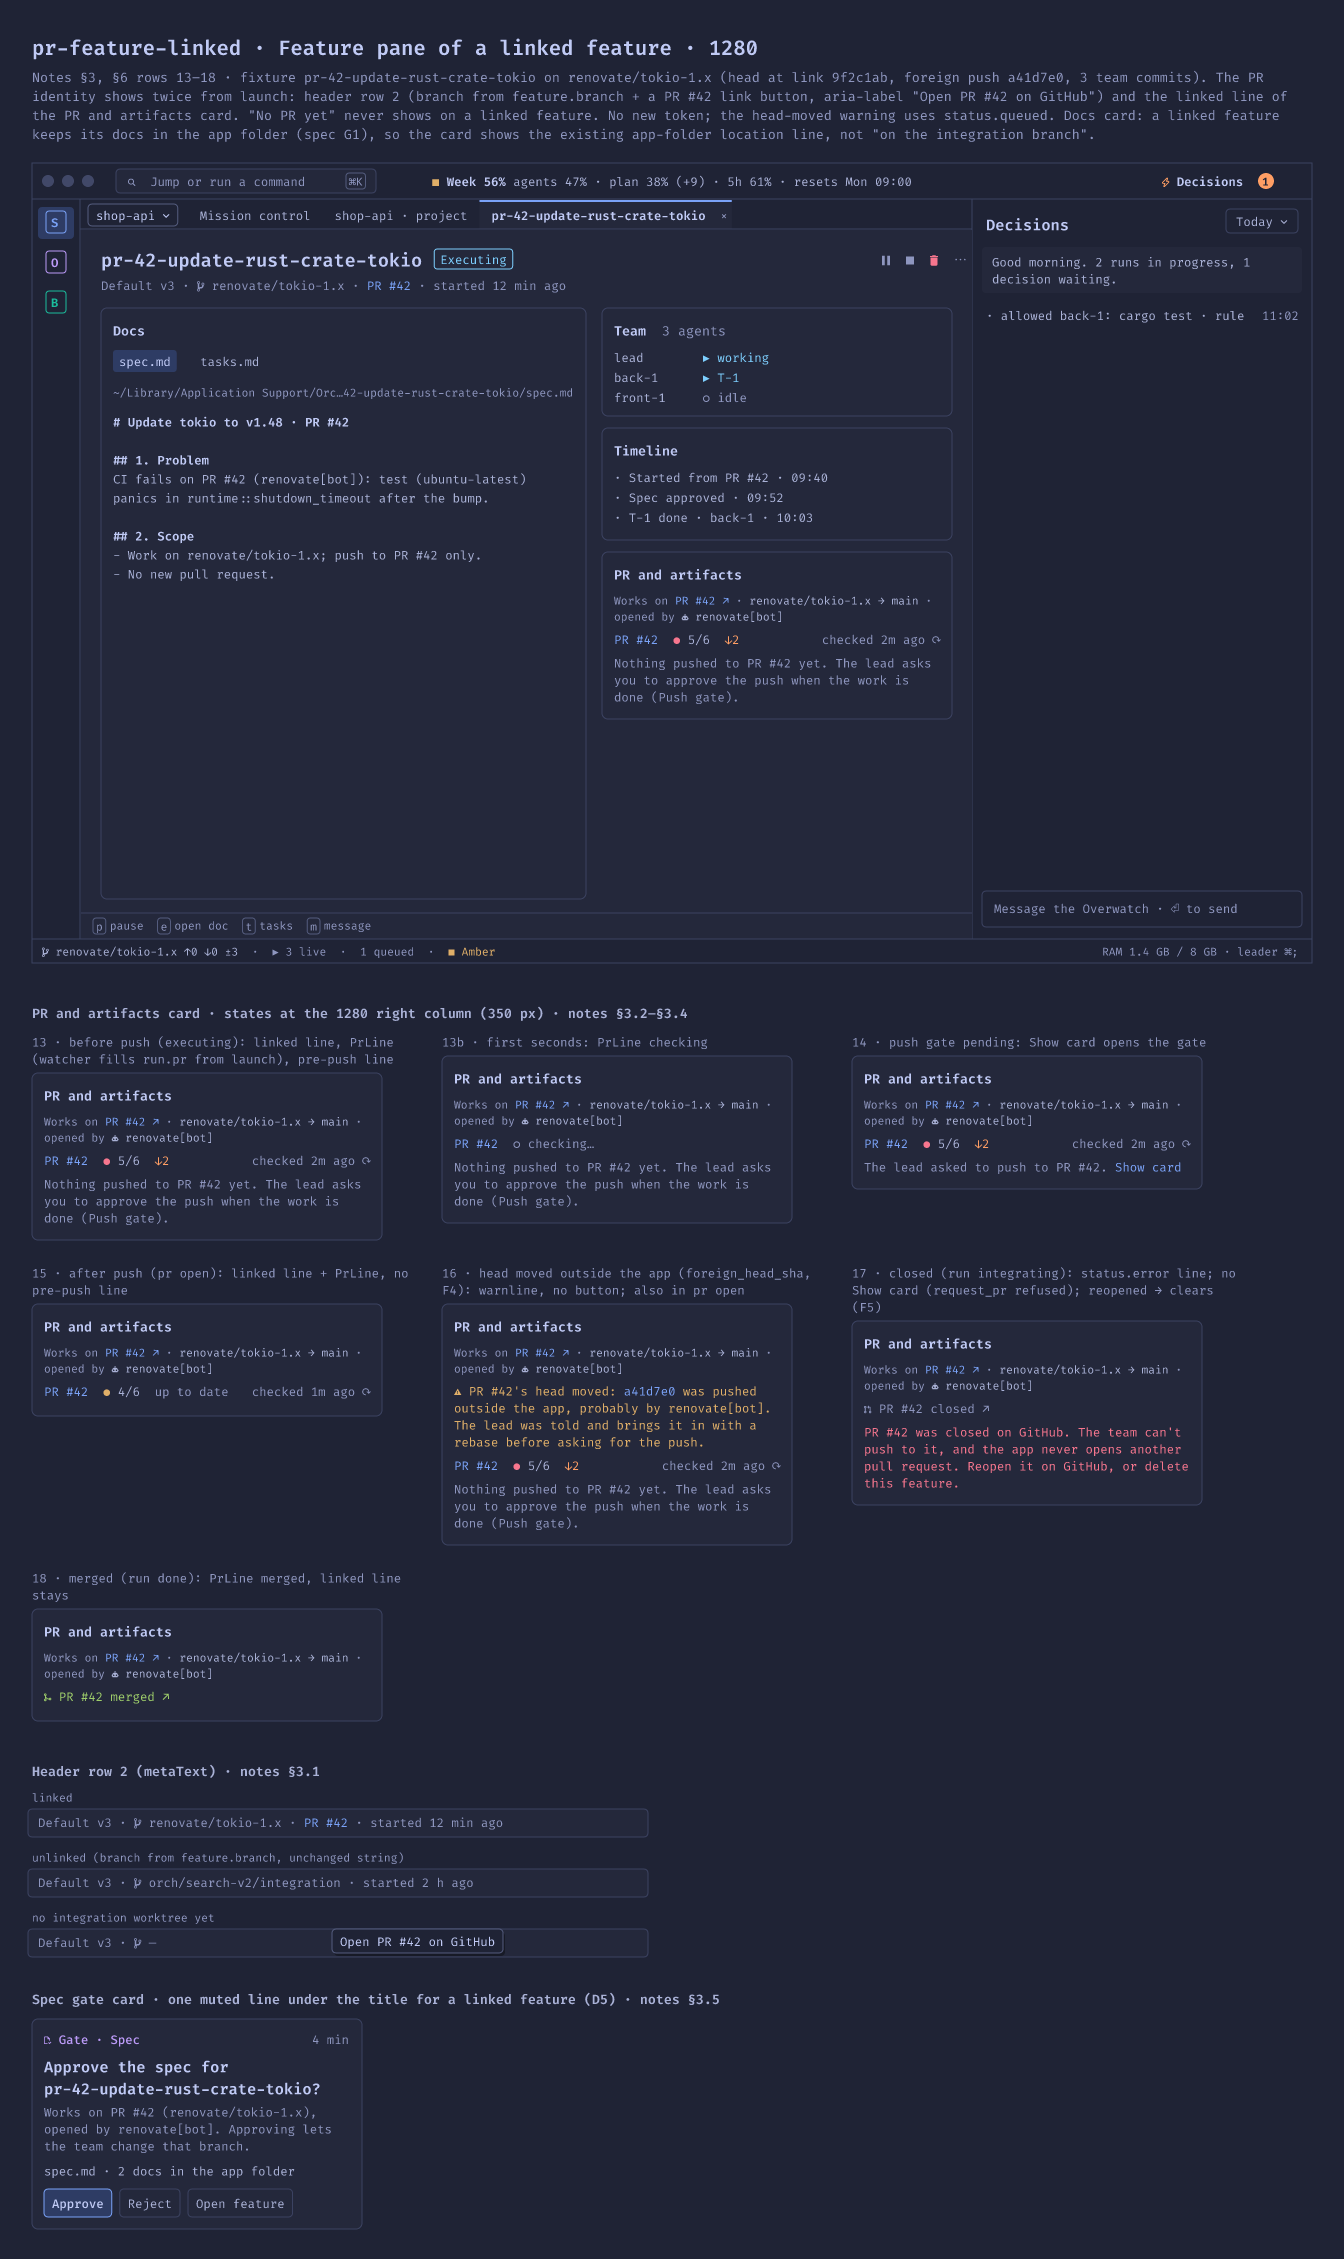 pr-feature-linked · Feature pane of a linked feature · 1280
Notes §3, §6 rows 13–18 · fixture pr-42-update-rust-crate-tokio on renovate/tokio-1.x (head at link 9f2c1ab, foreign push a41d7e0, 3 team commits). The PR
identity shows twice from launch: header row 2 (branch from feature.branch + a PR #42 link button, aria-label "Open PR #42 on GitHub") and the linked line of
the PR and artifacts card. "No PR yet" never shows on a linked feature. No new token; the head-moved warning uses status.queued. Docs card: a linked feature
keeps its docs in the app folder (spec G1), so the card shows the existing app-folder location line, not "on the integration branch".
Jump or run a command ⌘K
■ Week 56% agents 47% · plan 38% (+9) · 5h 61% · resets Mon 09:00
Decisions 1
S
O
B
shop-api
Mission control
shop-api · project
pr-42-update-rust-crate-tokio ×
pr-42-update-rust-crate-tokio Executing
Default v3 · renovate/tokio-1.x · PR #42 · started 12 min ago
Docs
spec.md tasks.md
~/Library/Application Support/Orc…42-update-rust-crate-tokio/spec.md
# Update tokio to v1.48 · PR #42
## 1. Problem
CI fails on PR #42 (renovate[bot]): test (ubuntu-latest)
panics in runtime::shutdown_timeout after the bump.
## 2. Scope
- Work on renovate/tokio-1.x; push to PR #42 only.
- No new pull request.
Team 3 agents
lead ▶ working
back-1 ▶ T-1
front-1 ○ idle
Timeline
· Started from PR #42 · 09:40
· Spec approved · 09:52
· T-1 done · back-1 · 10:03
PR and artifacts
Works on PR #42 ↗ · renovate/tokio-1.x → main ·
opened by renovate[bot]
PR #42 ● 5/6 ↓2 checked 2m ago ⟳
Nothing pushed to PR #42 yet. The lead asks
you to approve the push when the work is
done (Push gate).
Decisions
Today
Good morning. 2 runs in progress, 1
decision waiting.
· allowed back-1: cargo test · rule 11:02
Message the Overwatch · ⏎ to send
p pause e open doc t tasks m message
renovate/tokio-1.x ↑0 ↓0 ±3 · ▶ 3 live · 1 queued · ■ Amber
RAM 1.4 GB / 8 GB · leader ⌘;
PR and artifacts card · states at the 1280 right column (350 px) · notes §3.2–§3.4
13 · before push (executing): linked line, PrLine
(watcher fills run.pr from launch), pre-push line
PR and artifacts
Works on PR #42 ↗ · renovate/tokio-1.x → main ·
opened by renovate[bot]
PR #42 ● 5/6 ↓2 checked 2m ago ⟳
Nothing pushed to PR #42 yet. The lead asks
you to approve the push when the work is
done (Push gate).
13b · first seconds: PrLine checking
PR and artifacts
Works on PR #42 ↗ · renovate/tokio-1.x → main ·
opened by renovate[bot]
PR #42 ○ checking…
Nothing pushed to PR #42 yet. The lead asks
you to approve the push when the work is
done (Push gate).
14 · push gate pending: Show card opens the gate
PR and artifacts
Works on PR #42 ↗ · renovate/tokio-1.x → main ·
opened by renovate[bot]
PR #42 ● 5/6 ↓2 checked 2m ago ⟳
The lead asked to push to PR #42. Show card
15 · after push (pr open): linked line + PrLine, no
pre-push line
PR and artifacts
Works on PR #42 ↗ · renovate/tokio-1.x → main ·
opened by renovate[bot]
PR #42 ● 4/6 up to date checked 1m ago ⟳
16 · head moved outside the app (foreign_head_sha,
F4): warnline, no button; also in pr open
PR and artifacts
Works on PR #42 ↗ · renovate/tokio-1.x → main ·
opened by renovate[bot]
⚠ PR #42's head moved: a41d7e0 was pushed
outside the app, probably by renovate[bot].
The lead was told and brings it in with a
rebase before asking for the push.
PR #42 ● 5/6 ↓2 checked 2m ago ⟳
Nothing pushed to PR #42 yet. The lead asks
you to approve the push when the work is
done (Push gate).
17 · closed (run integrating): status.error line; no
Show card (request_pr refused); reopened → clears
(F5)
PR and artifacts
Works on PR #42 ↗ · renovate/tokio-1.x → main ·
opened by renovate[bot]
PR #42 closed ↗
PR #42 was closed on GitHub. The team can't
push to it, and the app never opens another
pull request. Reopen it on GitHub, or delete
this feature.
18 · merged (run done): PrLine merged, linked line
stays
PR and artifacts
Works on PR #42 ↗ · renovate/tokio-1.x → main ·
opened by renovate[bot]
PR #42 merged ↗
Header row 2 (metaText) · notes §3.1
linked
Default v3 · renovate/tokio-1.x · PR #42 · started 12 min ago
unlinked (branch from feature.branch, unchanged string)
Default v3 · orch/search-v2/integration · started 2 h ago
no integration worktree yet
Default v3 · —
Open PR #42 on GitHub
Spec gate card · one muted line under the title for a linked feature (D5) · notes §3.5
Gate · Spec 4 min
Approve the spec for
pr-42-update-rust-crate-tokio?
Works on PR #42 (renovate/tokio-1.x),
opened by renovate[bot]. Approving lets
the team change that branch.
spec.md · 2 docs in the app folder
Approve Reject Open feature